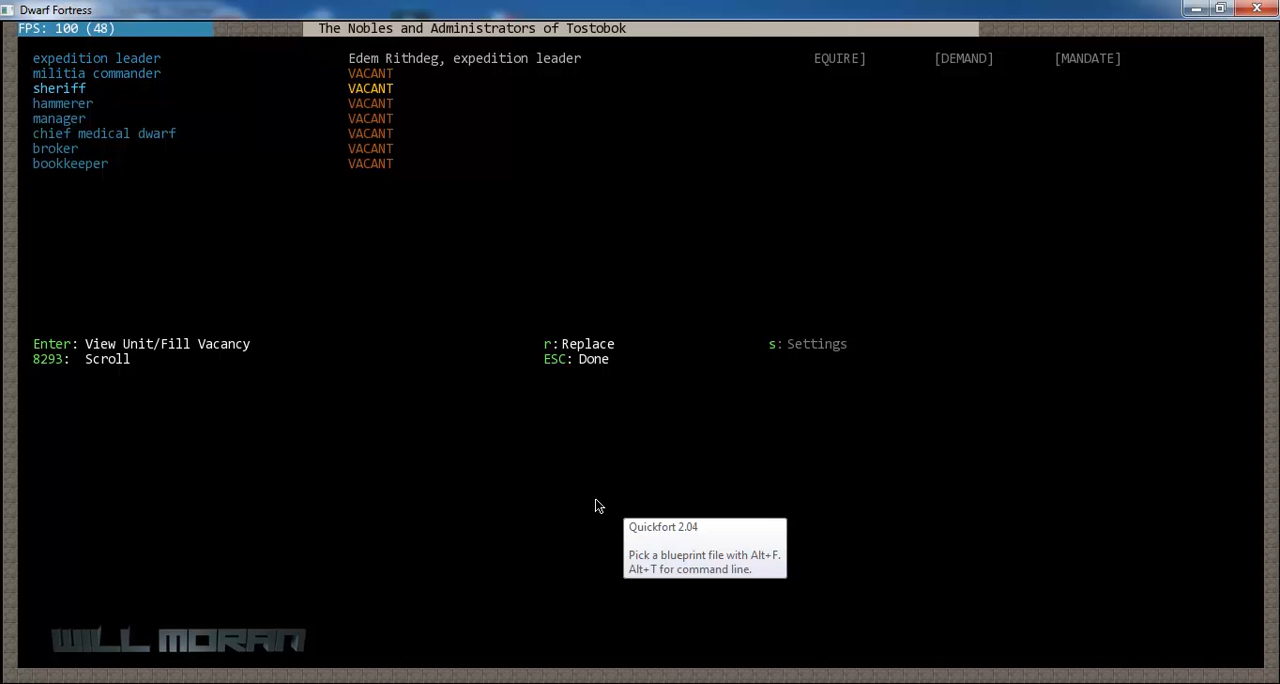 Dwarf Fortress
FPS: 100 (48)
The Nobles and Administrators of Tostobok
expedition leader Edem Rithdeg, expedition leader EQUIRE] [DEMAND] [MANDATE]
militia commander VACANT
sheriff VACANT
hammerer VACANT
manager VACANT
chief medical dwarf VACANT
broker VACANT
bookkeeper VACANT
Enter: View Unit/Fill Vacancy r: Replace s: Settings
8293: Scroll ESC: Done
Quickfort 2.04
Pick a blueprint file with Alt+F.
Alt+T for command line.
WILL MORAN